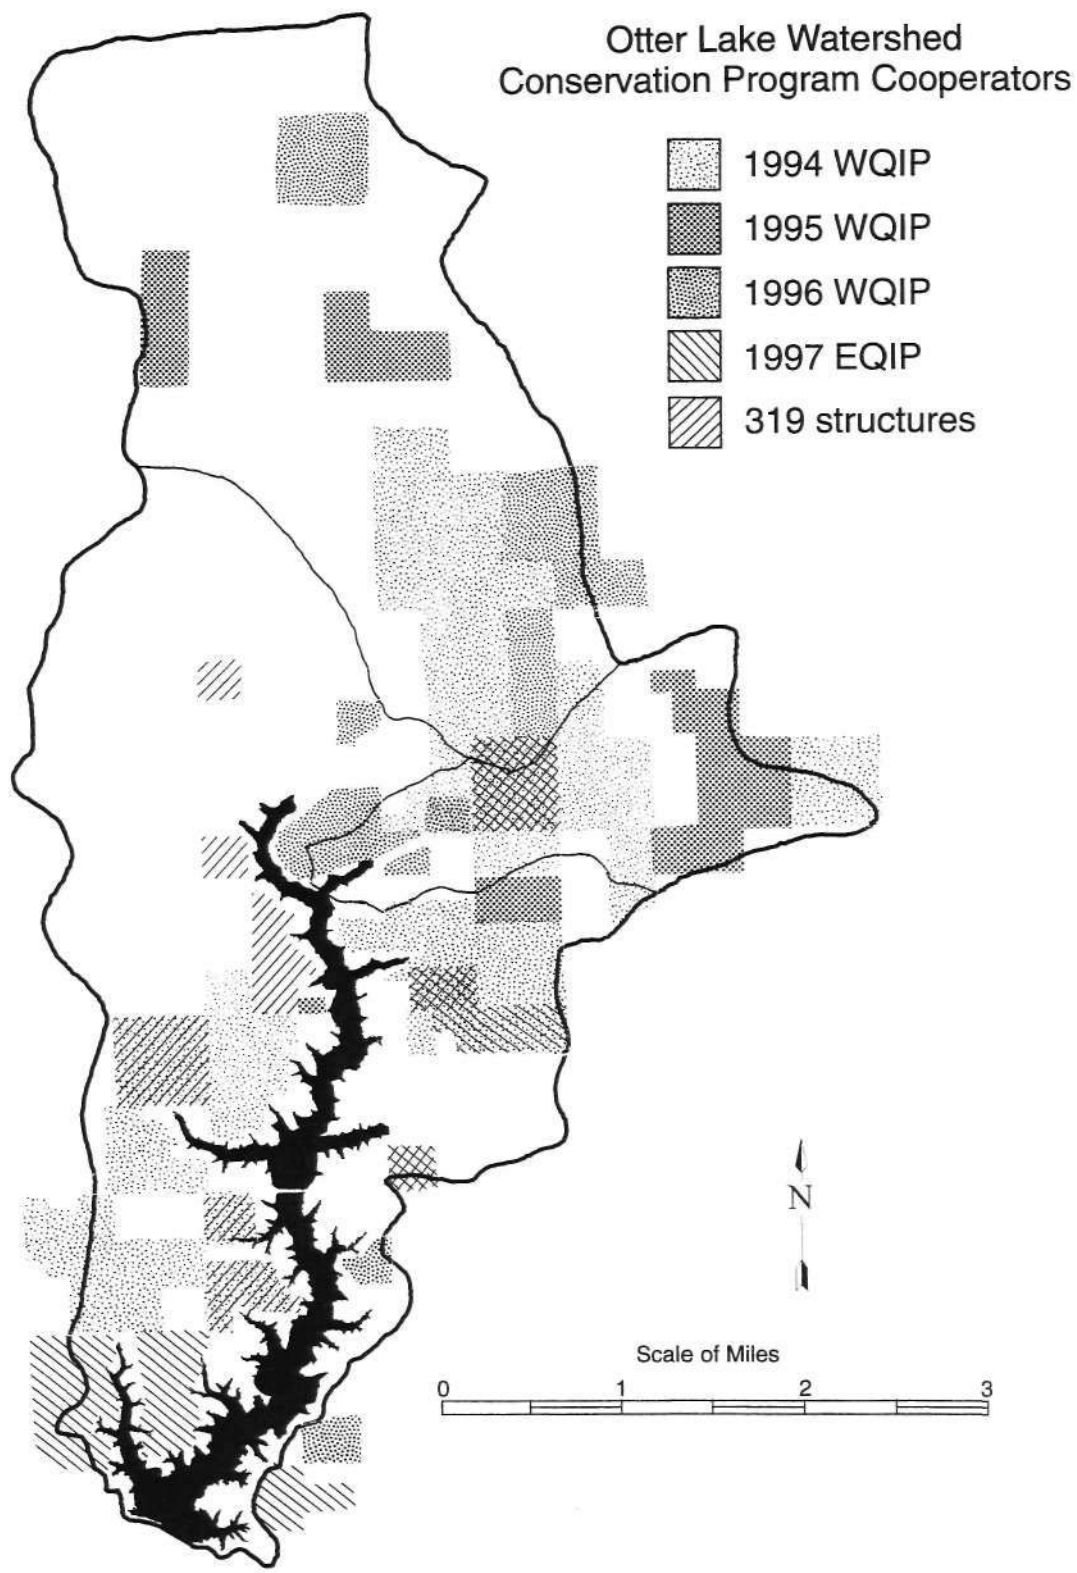 Otter Lake Watershed
Conservation Program Cooperators
1994 WQIP
1995 WQIP
1996 WQIP
1997 EQIP
319 structures
N
Scale of Miles
0 1 2 3